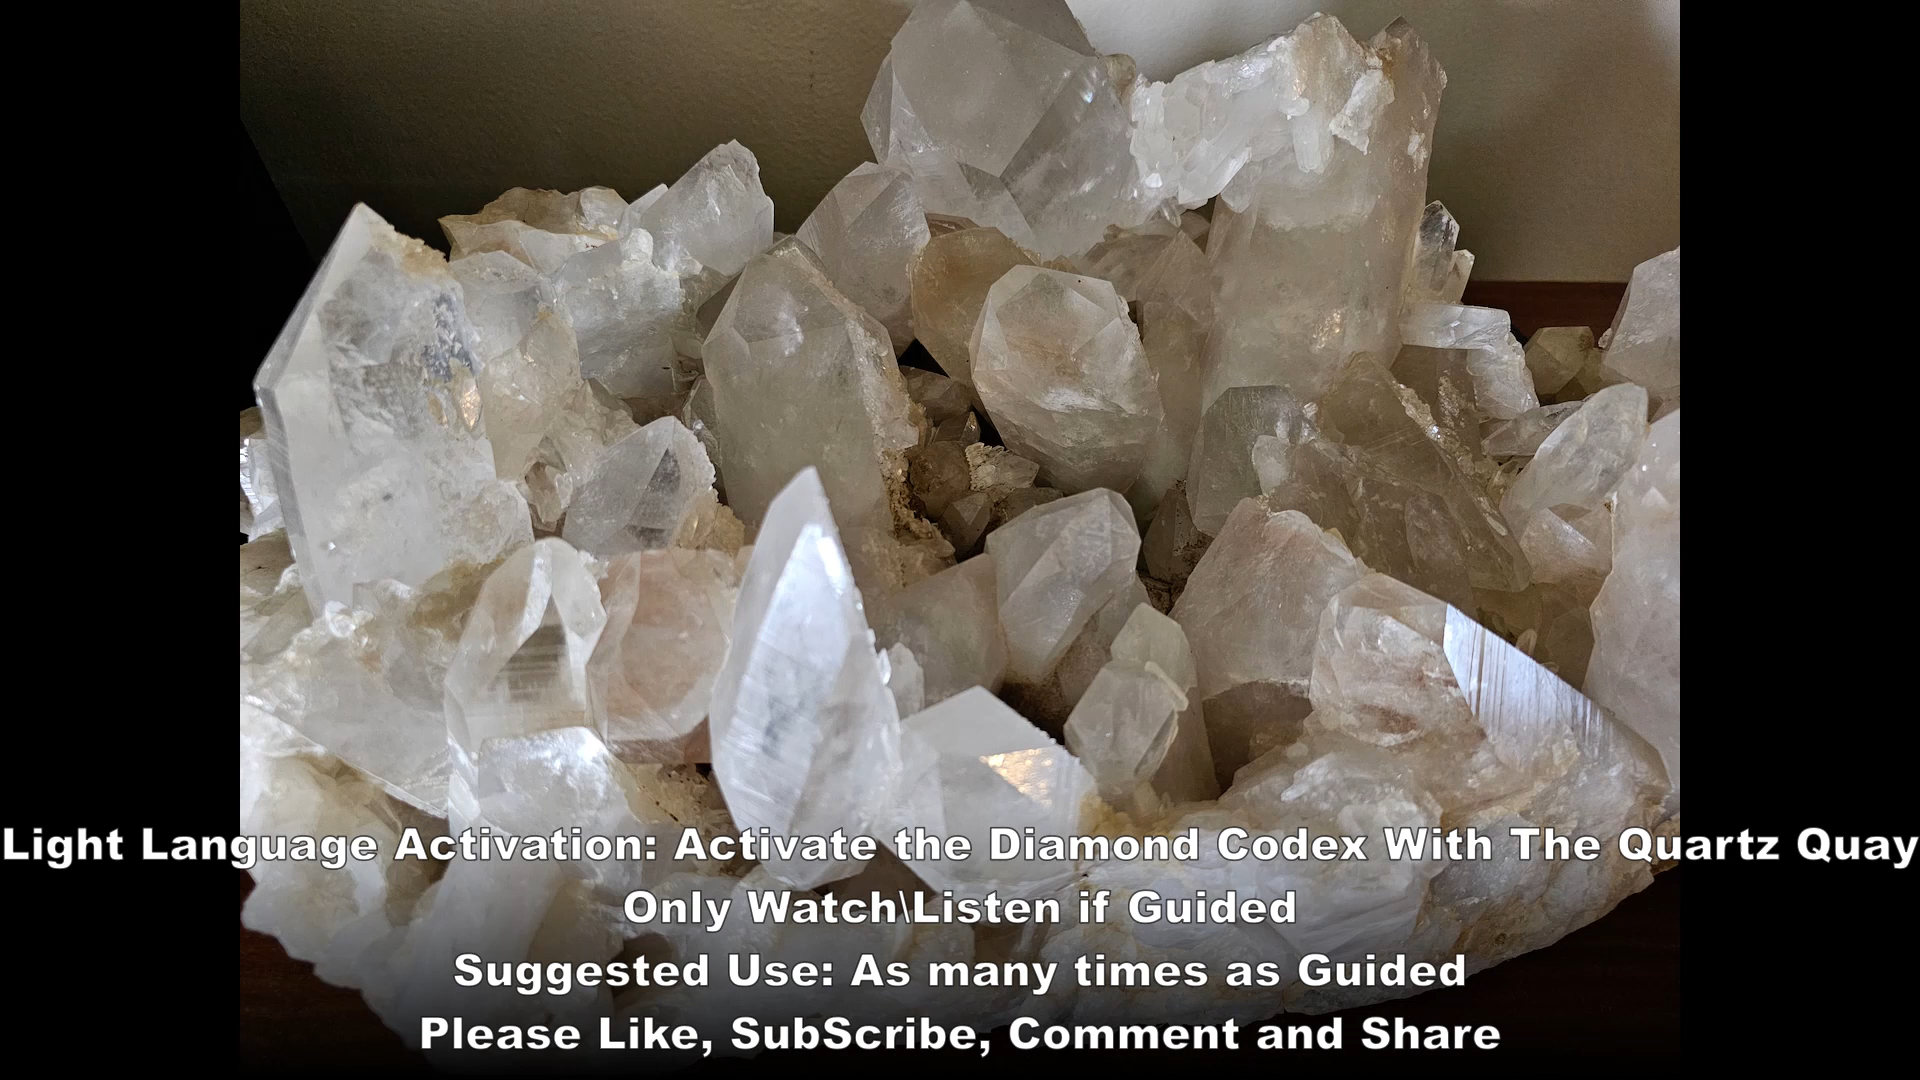 Light Language Activation: Activate the Diamond Codex With The Quartz Quay
Only Watch\Listen if Guided
Suggested Use: As many times as Guided
Please Like, SubScribe, Comment and Share